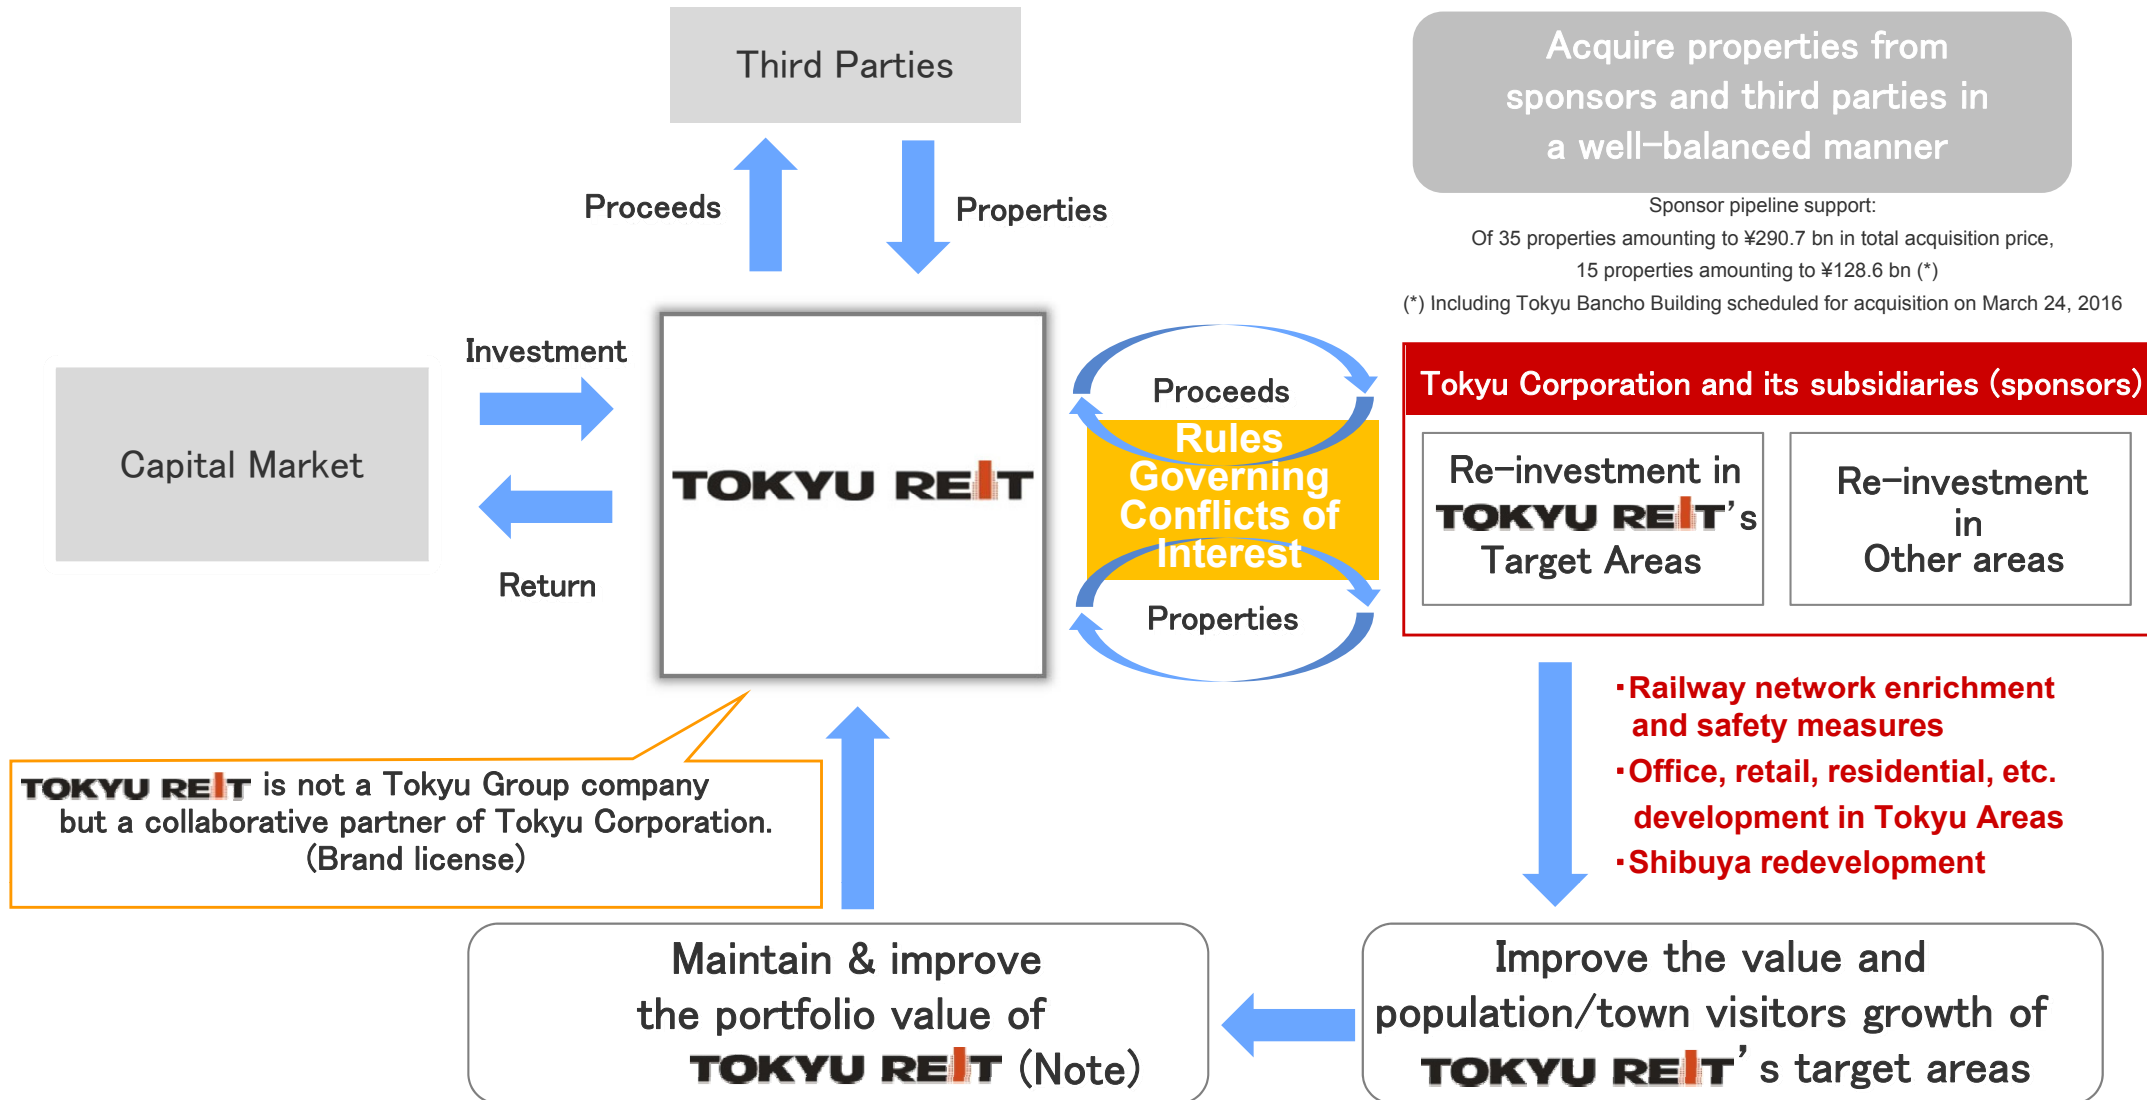 Third Parties
Acquire properties from
sponsors and third parties in
a well-balanced manner
Proceeds
Properties
Sponsor pipeline support:
Of 35 properties amounting to ¥290.7 bn in total acquisition price,
15 properties amounting to ¥128.6 bn (*)
(*) Including Tokyu Bancho Building scheduled for acquisition on March 24, 2016
Investment
Capital Market
Return
TOKYU REIT
Proceeds
Rules
Governing
Conflicts of
Interest
Properties
Tokyu Corporation and its subsidiaries (sponsors)
Re-investment in
TOKYU REIT's
Target Areas
Re-investment
in
Other areas
・Railway network enrichment
and safety measures
・Office, retail, residential, etc.
development in Tokyu Areas
・Shibuya redevelopment
TOKYU REIT is not a Tokyu Group company
but a collaborative partner of Tokyu Corporation.
(Brand license)
Maintain & improve
the portfolio value of
TOKYU REIT (Note)
Improve the value and
population/town visitors growth of
TOKYU REIT's target areas